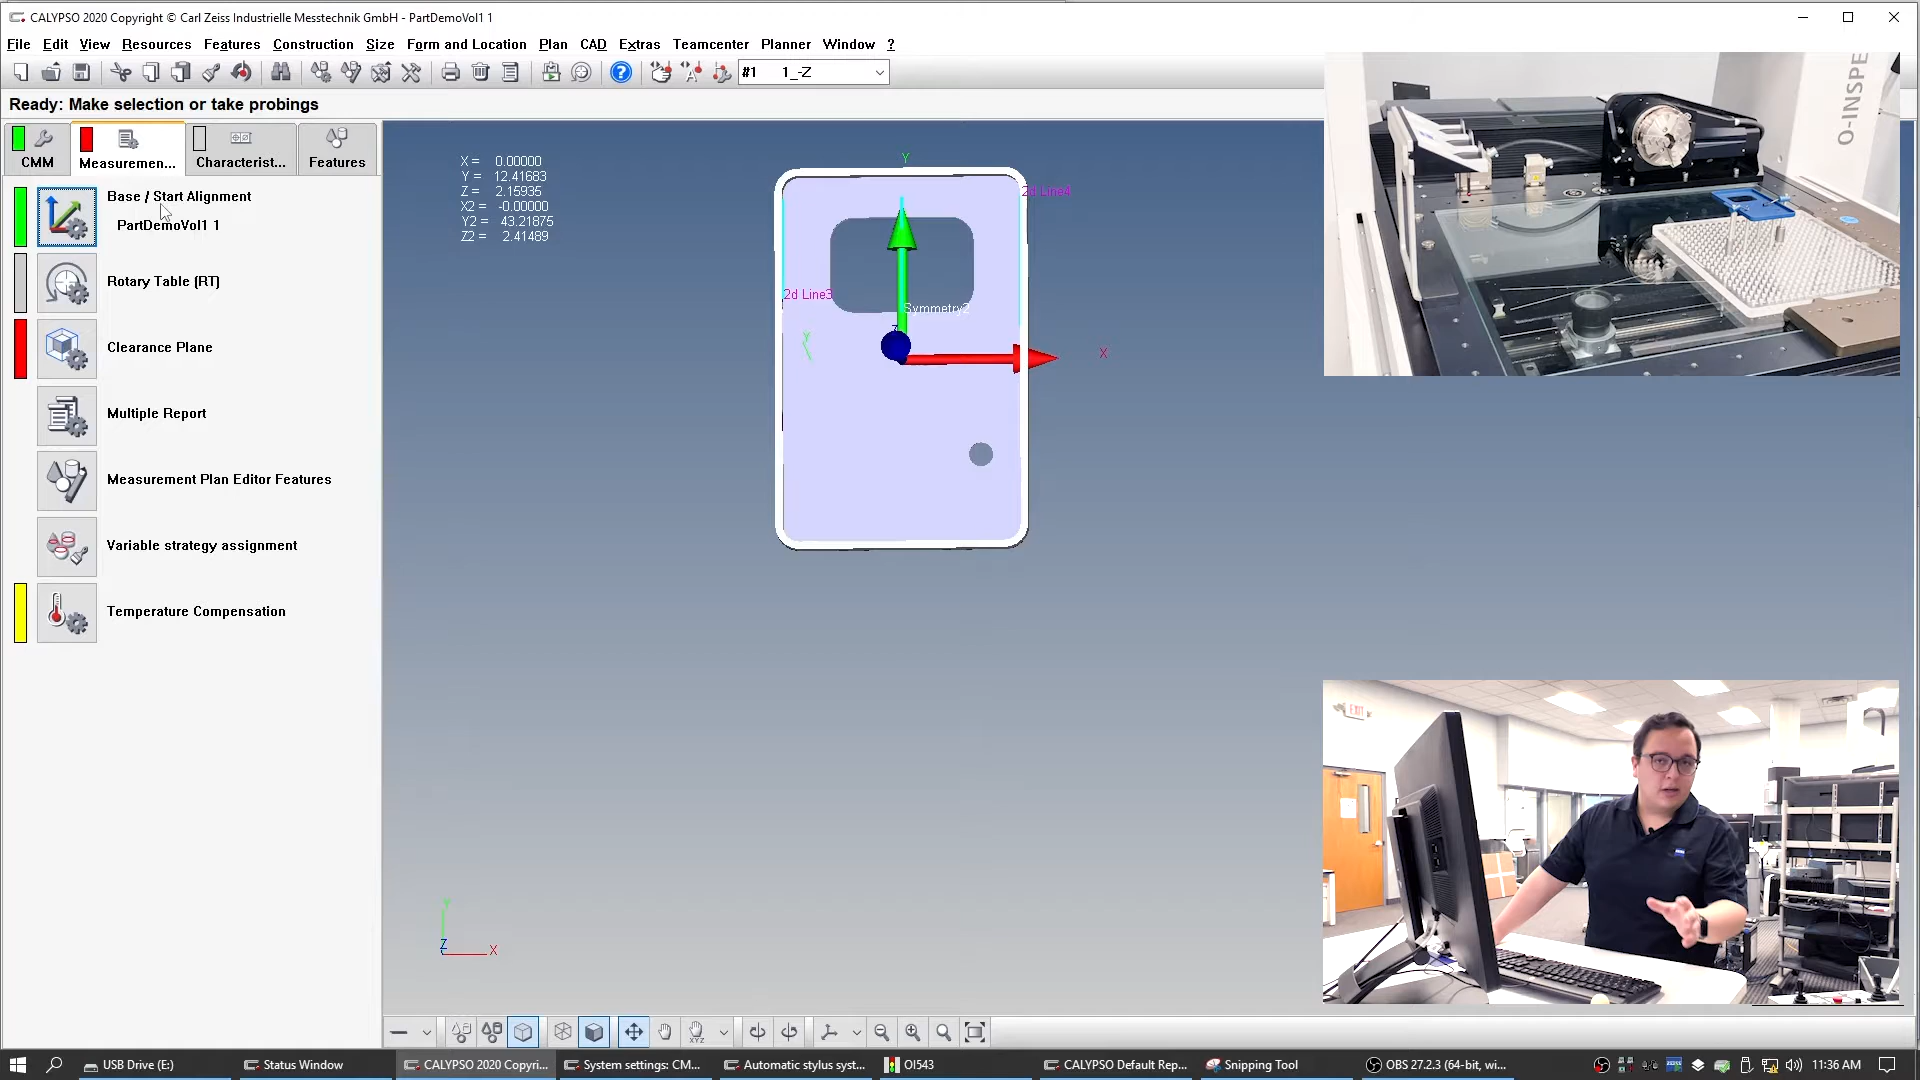 CALYPSO 2020 Copyright © Carl Zeiss Industrielle Messtechnik GmbH - PartDemoVol1 1
File Edit View Resources Features Construction Size Form and Location Plan CAD Extras Teamcenter Planner Window ?
#1 1_-Z
Ready: Make selection or take probings
CMM Measuremen... Characterist... Features
Base / Start Alignment
PartDemoVol1 1
Rotary Table (RT)
Clearance Plane
Multiple Report
Measurement Plan Editor Features
Variable strategy assignment
Temperature Compensation
X = 0.00000
Y = 12.41683
Z = 2.15935
X2 = -0.00000
Y2 = 43.21875
Z2 = 2.41489
Y
2d Line4
2d Line3
Symmetry2
Z
Y
X
Y
Z
X
O-INSPE
EXIT
XYZ
USB Drive (E:)
Status Window
CALYPSO 2020 Copyri...
System settings: CM...
Automatic stylus syst...
OI543
CALYPSO Default Rep...
Snipping Tool
OBS 27.2.3 (64-bit, wi...
11:36 AM